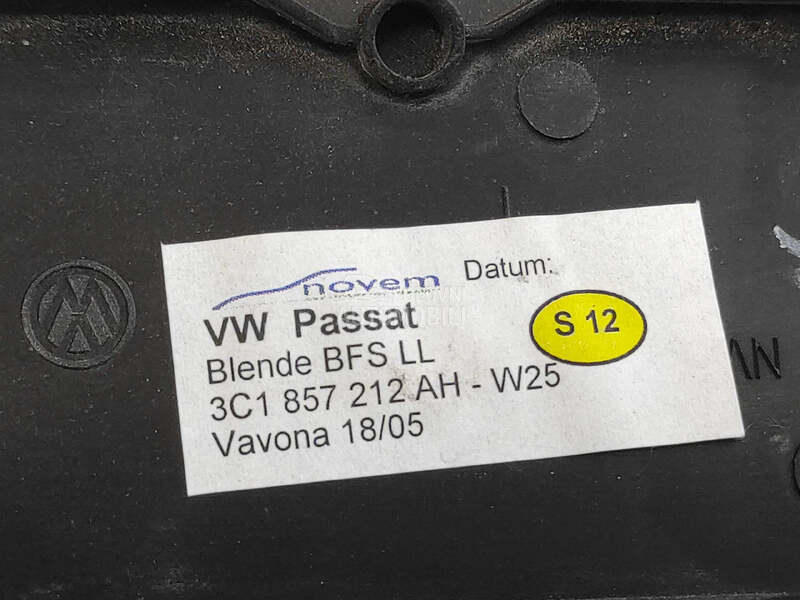 novem
Datum:
VW Passat
S 12
Blende BFS LL
3C1 857 212 AH - W25
Vavona 18/05